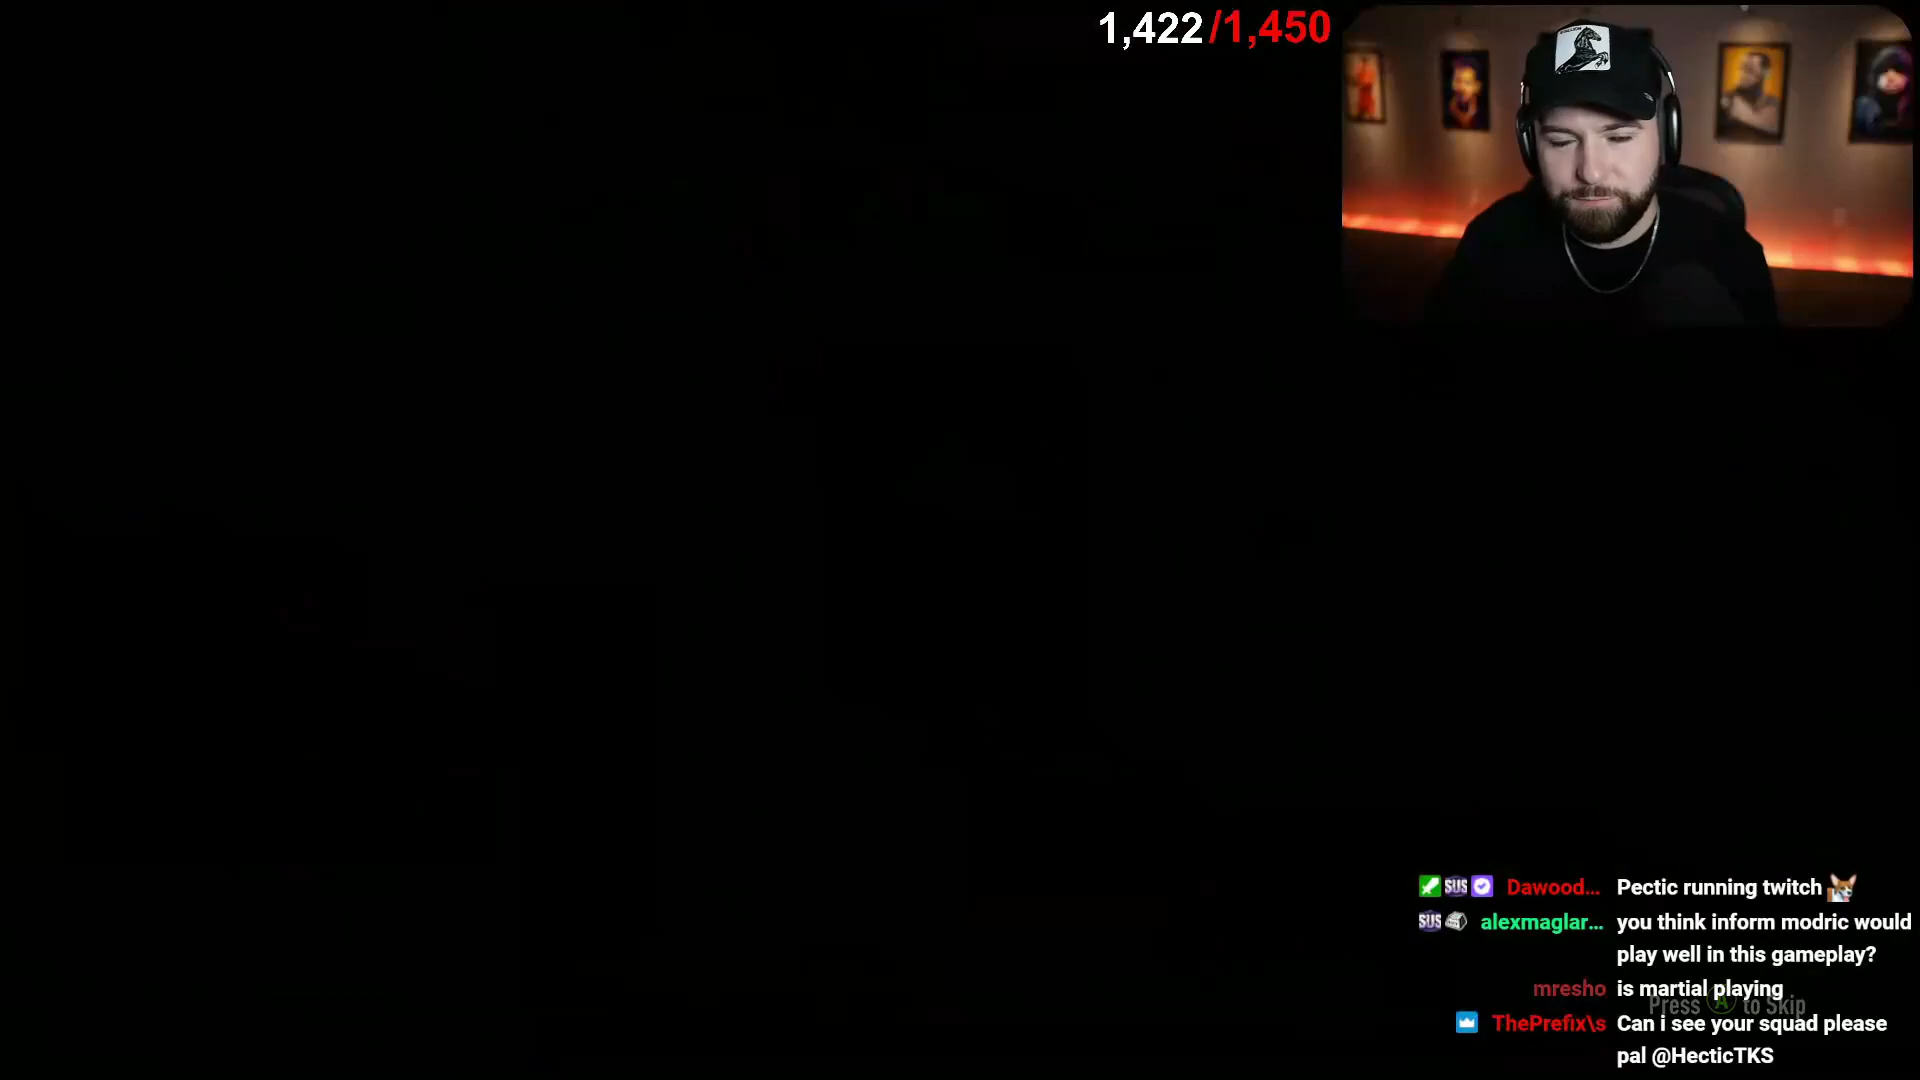 1,422/1,450
SUS Dawood... Pectic running twitch
SUS alexmaglar... you think inform modric would
play well in this gameplay?
mresho is martial playing
Press A to Skip
ThePrefix\s Can i see your squad please
pal @HecticTKS